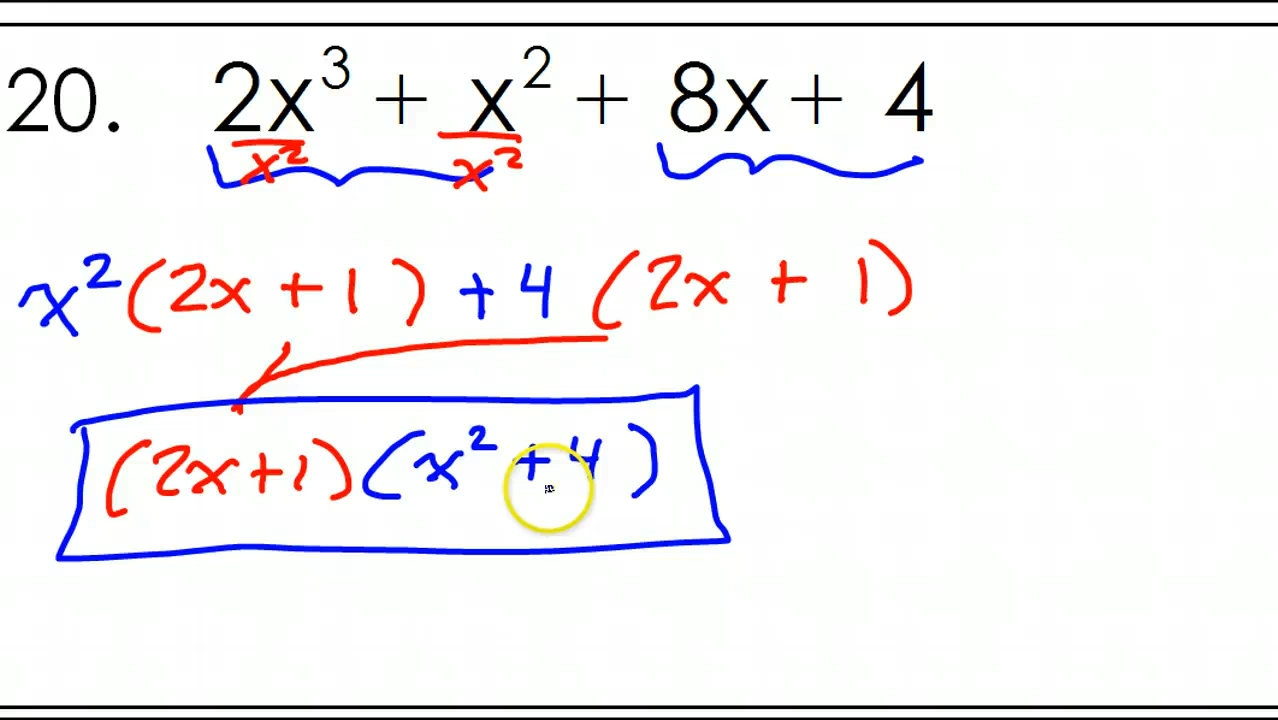 20. 2x³ + x² + 8x + 4
x² x²
x²(2x + 1) + 4(2x + 1)
(2x+1)(x² + 4)